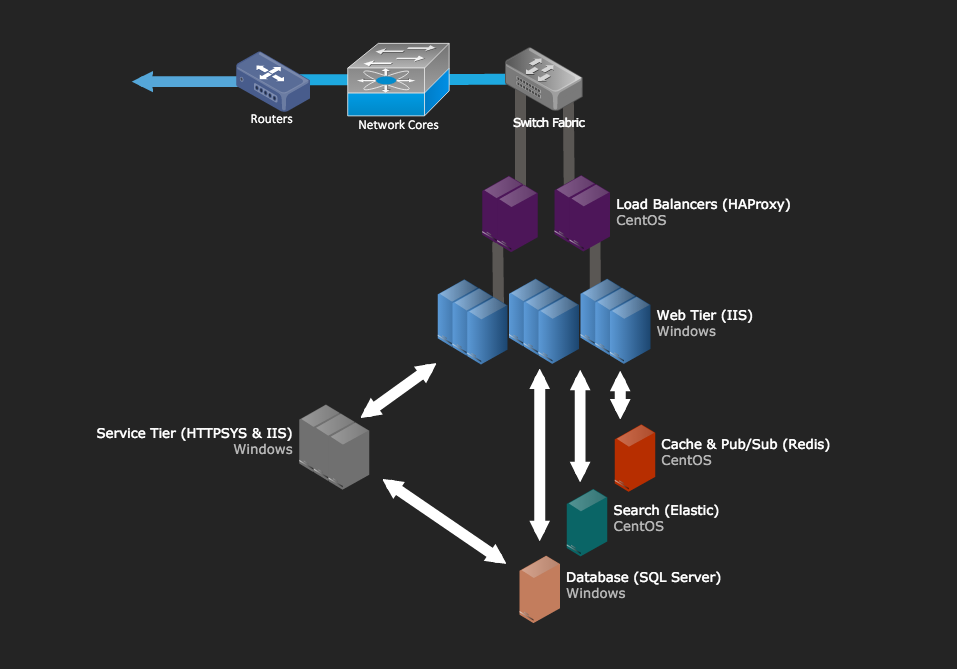 Routers
Network Cores
Switch Fabric
Load Balancers (HAProxy)
CentOS
Web Tier (IIS)
Windows
Service Tier (HTTPSYS & IIS)
Windows
Cache & Pub/Sub (Redis)
CentOS
Search (Elastic)
CentOS
Database (SQL Server)
Windows